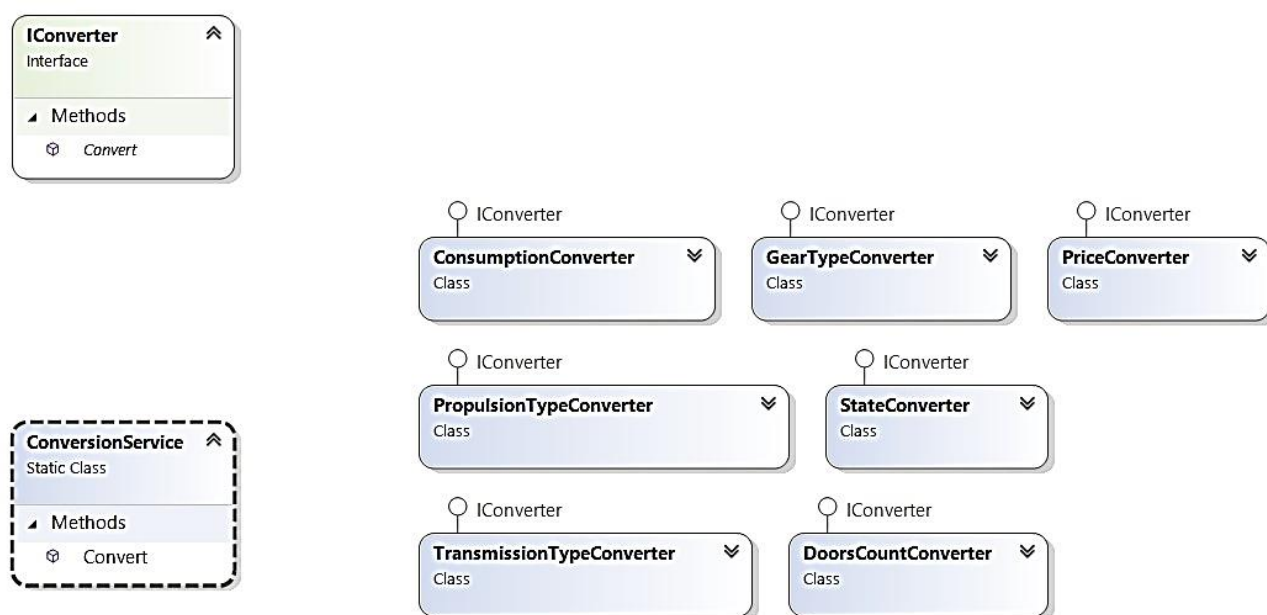 IConverter
Interface
Methods
Convert
IConverter
ConsumptionConverter
Class
IConverter
GearTypeConverter
Class
IConverter
PriceConverter
Class
IConverter
PropulsionTypeConverter
Class
IConverter
StateConverter
Class
ConversionService
Static Class
Methods
Convert
IConverter
TransmissionTypeConverter
Class
IConverter
DoorsCountConverter
Class